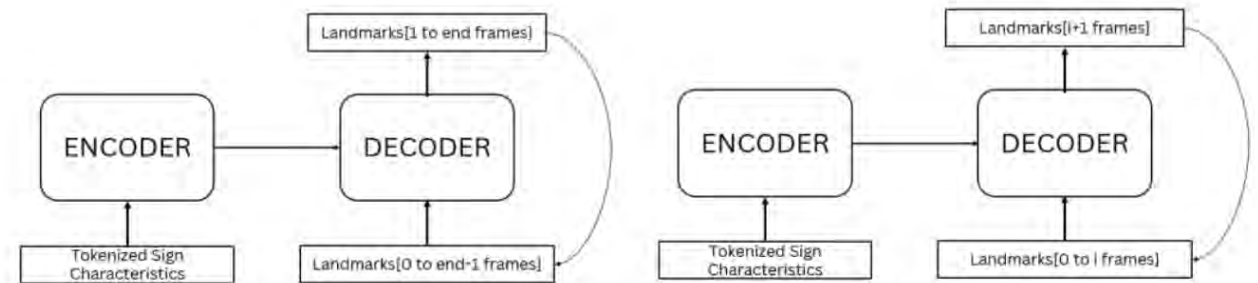 Landmarks[1 to end frames]
ENCODER
DECODER
Tokenized Sign
Characteristics
Landmarks[0 to end-1 frames]
Landmarks[i+1 frames]
ENCODER
DECODER
Tokenized Sign
Characteristics
Landmarks[0 to i frames]